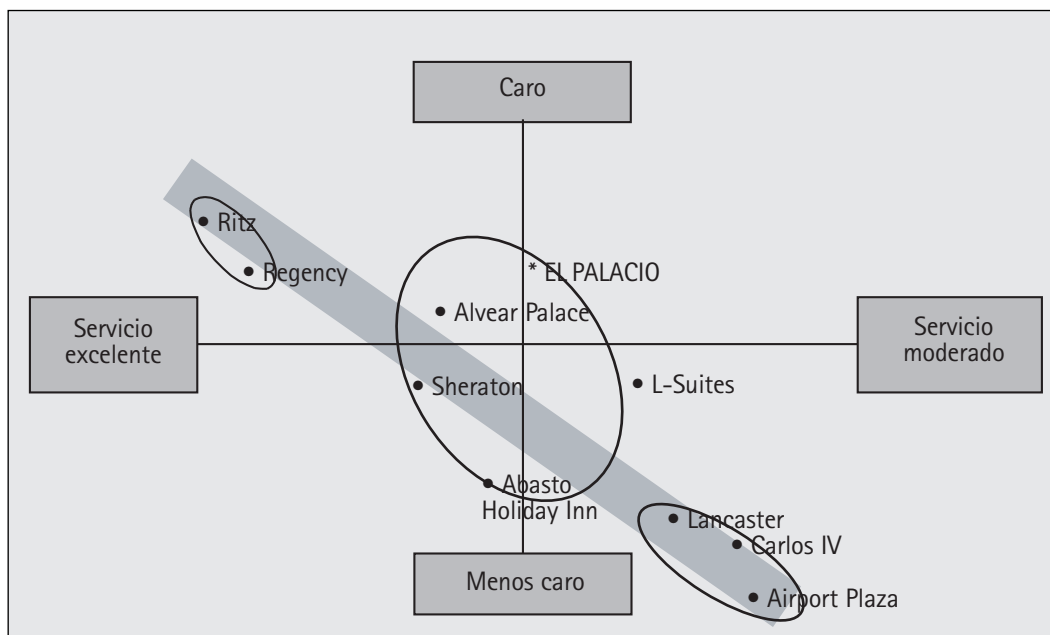 Caro
• Ritz
• Regency
* EL PALACIO
• Alvear Palace
Servicio
excelente
Servicio
moderado
• Sheraton
• L-Suites
• Abasto
Holiday Inn
• Lancaster
• Carlos IV
Menos caro
• Airport Plaza